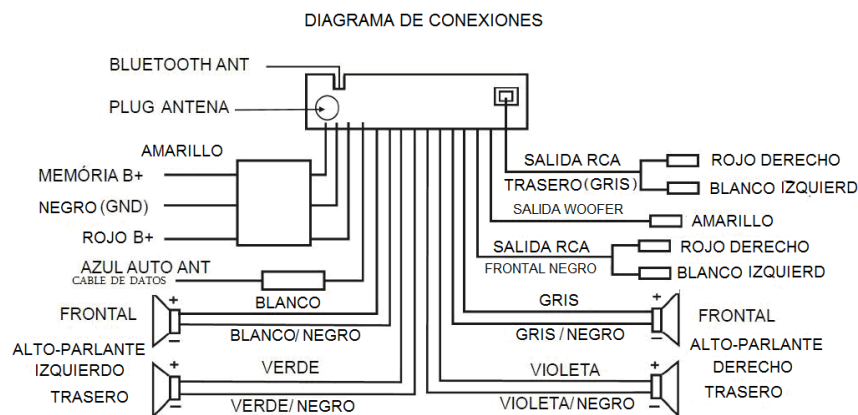 DIAGRAMA DE CONEXIONES
BLUETOOTH ANT
PLUG ANTENA
AMARILLO
MEMÓRIA B+
NEGRO (GND)
ROJO B+
AZUL AUTO ANT
CABLE DE DATOS
BLANCO
FRONTAL
+
−
BLANCO/ NEGRO
ALTO-PARLANTE
IZQUIERDO
VERDE
TRASERO
+
−
VERDE/ NEGRO
SALIDA RCA
ROJO DERECHO
TRASERO (GRIS)
BLANCO IZQUIERD
SALIDA WOOFER
AMARILLO
SALIDA RCA
ROJO DERECHO
FRONTAL NEGRO
BLANCO IZQUIERD
GRIS
+
FRONTAL
GRIS / NEGRO
−
ALTO-PARLANTE
DERECHO
VIOLETA
+
TRASERO
VIOLETA/ NEGRO
−